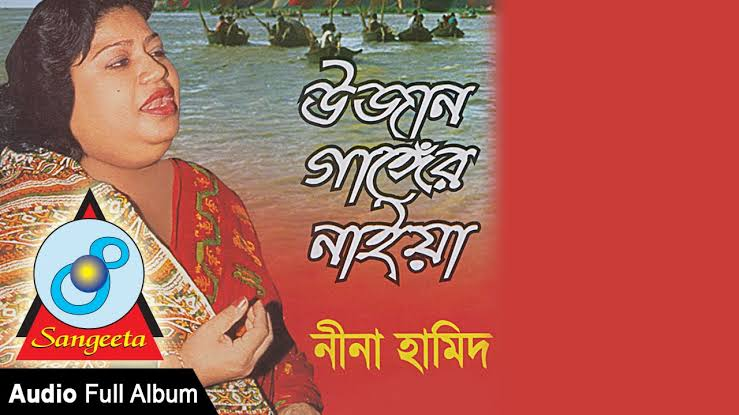 উজান
গাঙ্গের
নাইয়া
নীনা হামিদ
Sangeeta
Audio Full Album